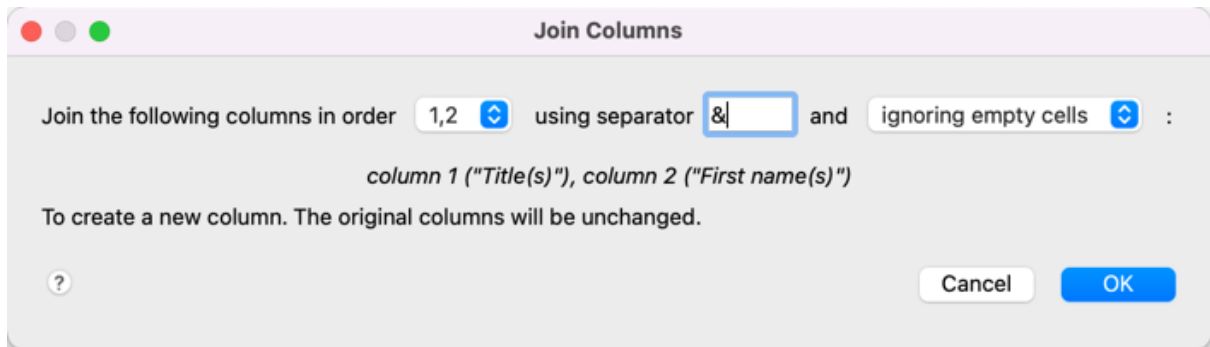 Join Columns
Join the following columns in order 1,2 using separator & and ignoring empty cells :
column 1 ("Title(s)"), column 2 ("First name(s)")
To create a new column. The original columns will be unchanged.
? Cancel OK